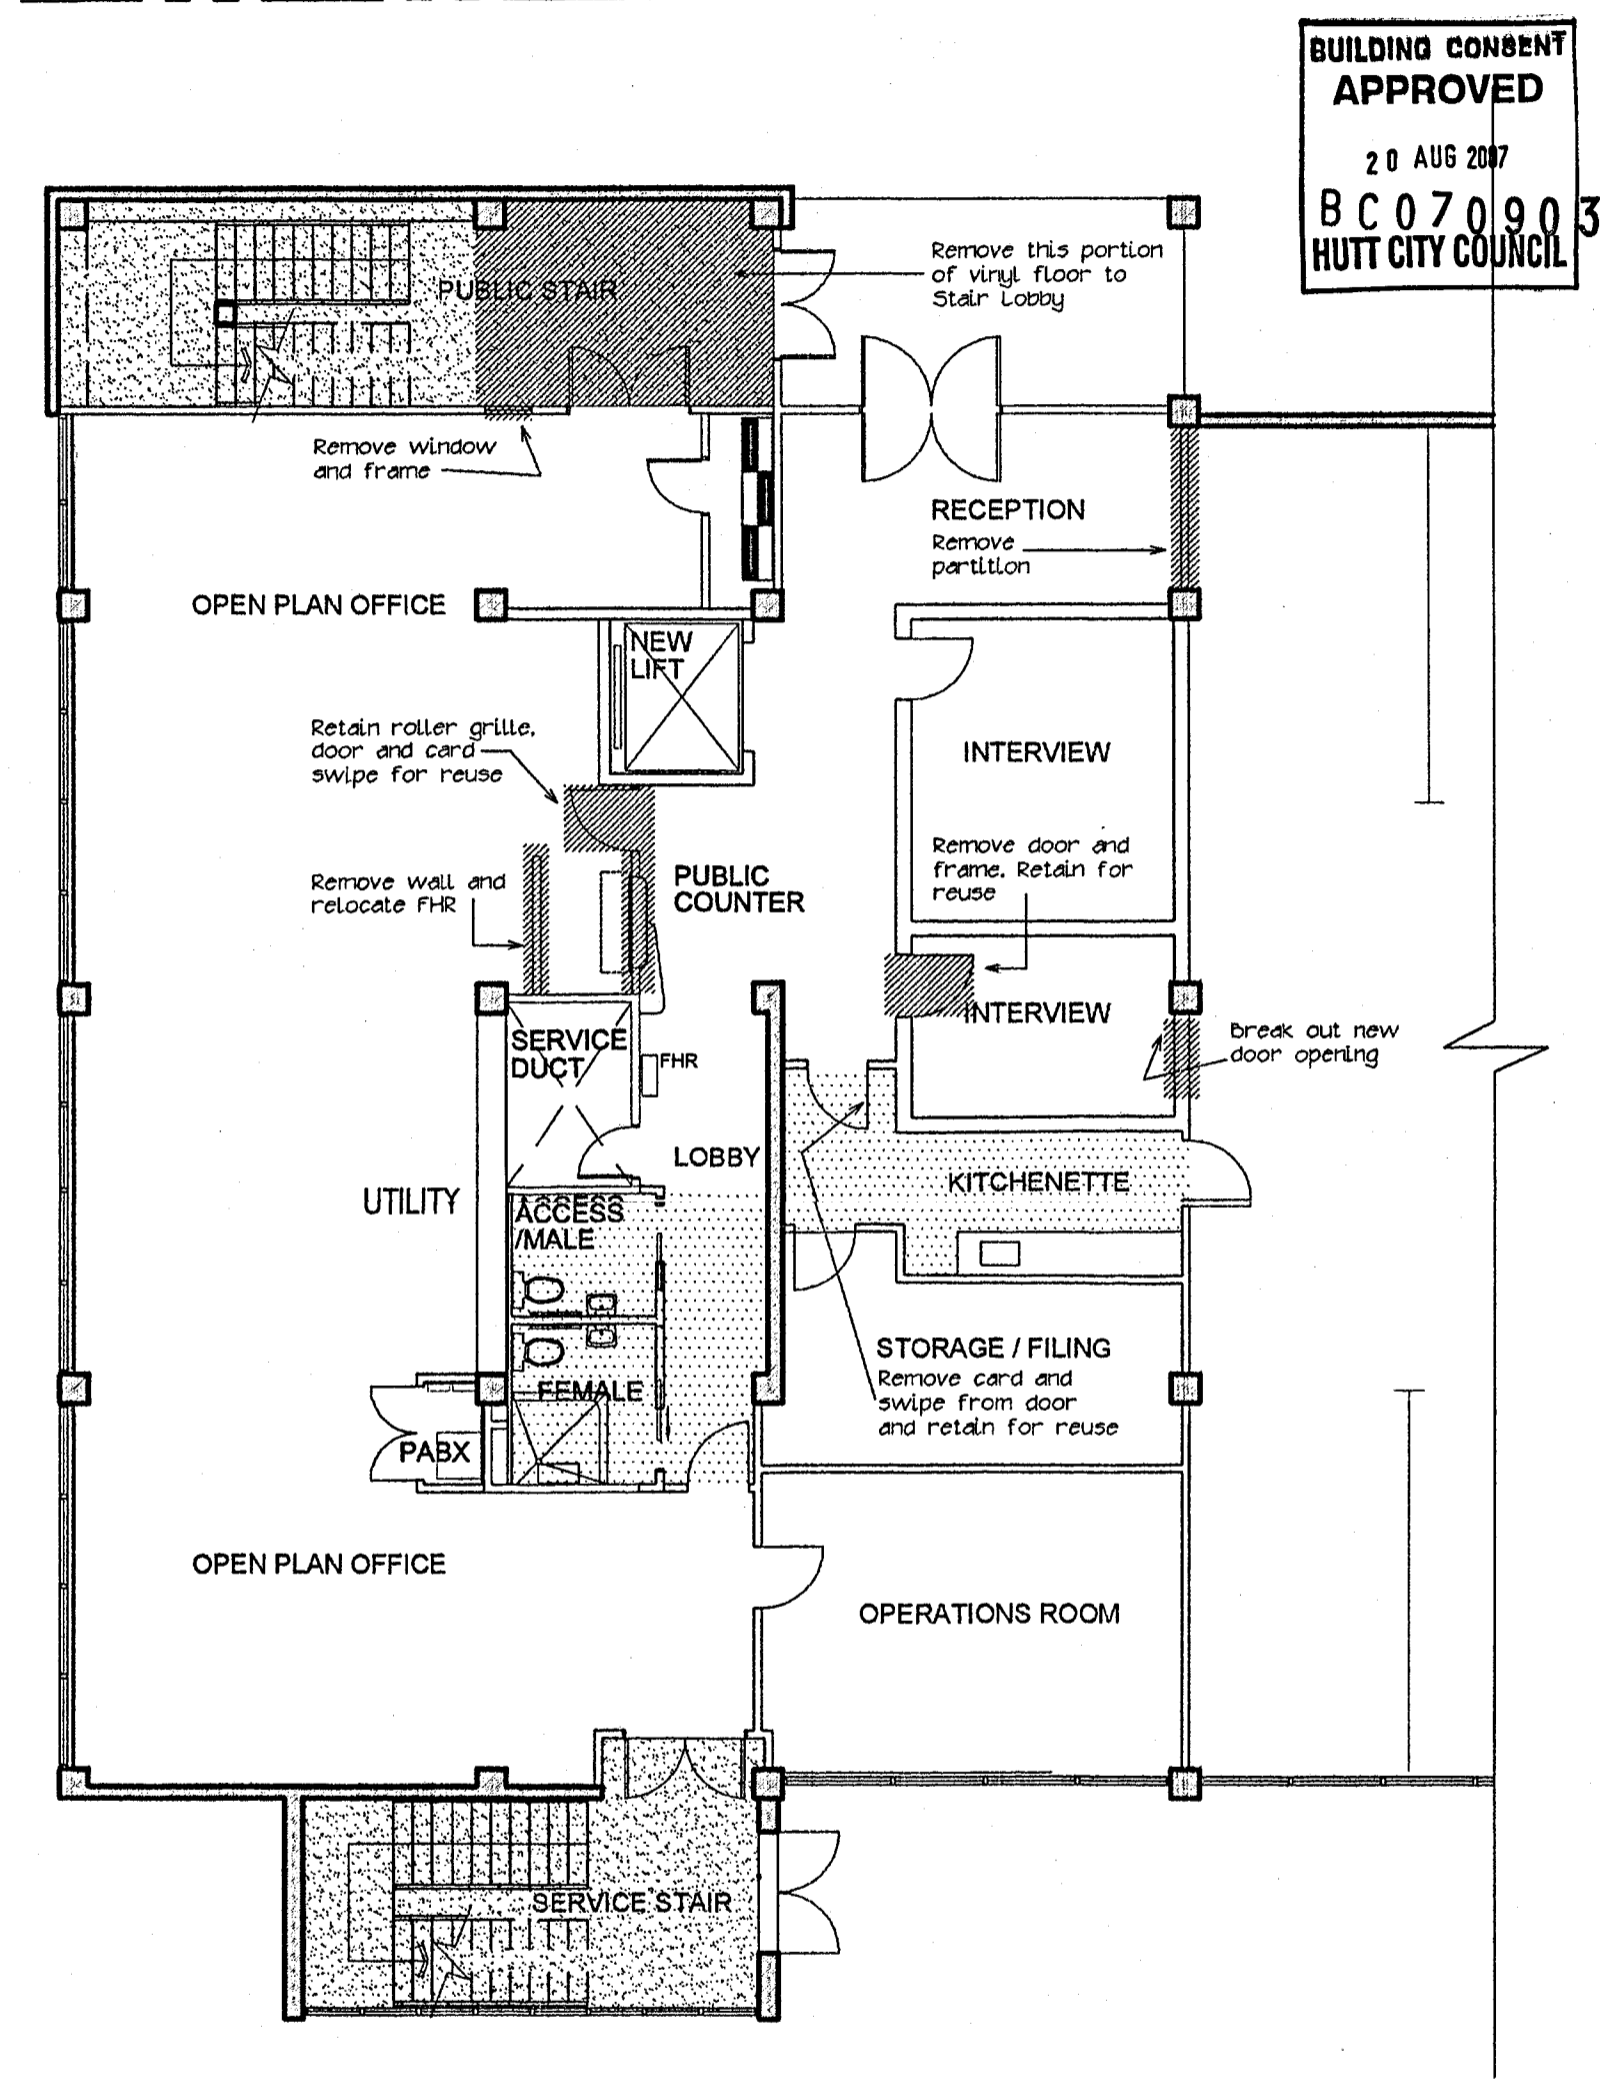 BUILDING CONSENT
APPROVED
20 AUG 2007
BC070903
HUTT CITY COUNCIL
PUBLIC STAIR
Remove this portion
of vinyl floor to
Stair Lobby
Remove window
and frame
RECEPTION
Remove
partition
OPEN PLAN OFFICE
NEW
LIFT
Retain roller grille,
door and card
swipe for reuse
INTERVIEW
Remove door and
frame. Retain for
reuse
PUBLIC
COUNTER
Remove wall and
relocate FHR
INTERVIEW
Break out new
door opening
SERVICE
DUCT
FHR
LOBBY
KITCHENETTE
UTILITY
ACCESS
ACCESS
/MALE
STORAGE / FILING
Remove card and
swipe from door
and retain for reuse
FEMALE
PABX
OPEN PLAN OFFICE
OPERATIONS ROOM
SERVICE STAIR